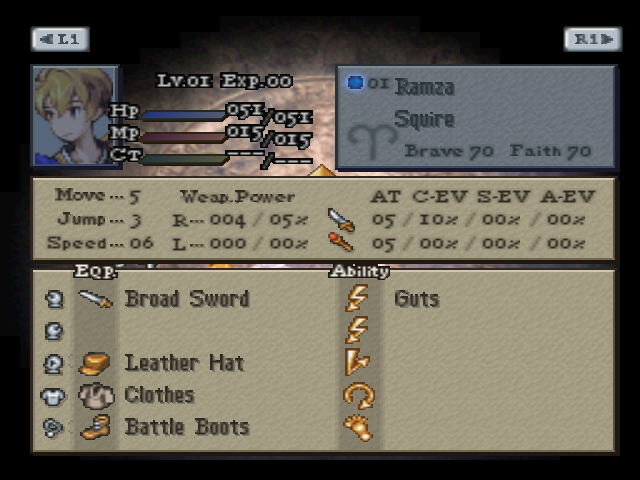 L1 R1
Lv.01 Exp.00
Hp 051/051
Mp 015/015
CT ---/---
01 Ramza
Squire
Brave 70 Faith 70
Move... 5 Weap.Power AT C-EV S-EV A-EV
Jump... 3 R... 004 / 05% 05 / 10% / 00% / 00%
Speed... 06 L... 000 / 00% 05 / 00% / 00% / 00%
Eqp. Ability
Broad Sword Guts
Leather Hat
Clothes
Battle Boots